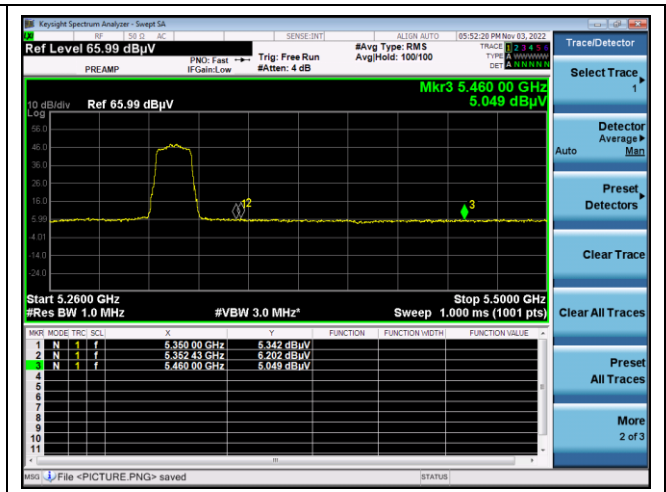 Keysight Spectrum Analyzer - Swept SA
RF 50 Ω AC SENSE:INT ALIGN AUTO 05:52:20 PM Nov 03, 2022
Ref Level 65.99 dBµV
PREAMP
PNO: Fast
IFGain:Low
Trig: Free Run
#Atten: 4 dB
#Avg Type: RMS
Avg|Hold: 100/100
TRACE 1 2 3 4 5 6
TYPE A WWWWW
DET A NNNNN
Mkr3 5.460 00 GHz
5.049 dBµV
10 dB/div Ref 65.99 dBµV
Log
56.0
46.0
36.0
26.0
16.0
5.99
-4.01
-14.0
-24.0
1 2
3
Start 5.2600 GHz Stop 5.5000 GHz
#Res BW 1.0 MHz #VBW 3.0 MHz* Sweep 1.000 ms (1001 pts)
MKR MODE TRC SCL X Y FUNCTION FUNCTION WIDTH FUNCTION VALUE
1 N 1 f 5.350 00 GHz 5.342 dBµV
2 N 1 f 5.352 43 GHz 6.202 dBµV
3 N 1 f 5.460 00 GHz 5.049 dBµV
4
5
6
7
8
9
10
11
MSG File <PICTURE.PNG> saved STATUS
Trace/Detector
Select Trace
1
Detector
Average
Auto Man
Preset
Detectors
Clear Trace
Clear All Traces
Preset
All Traces
More
2 of 3